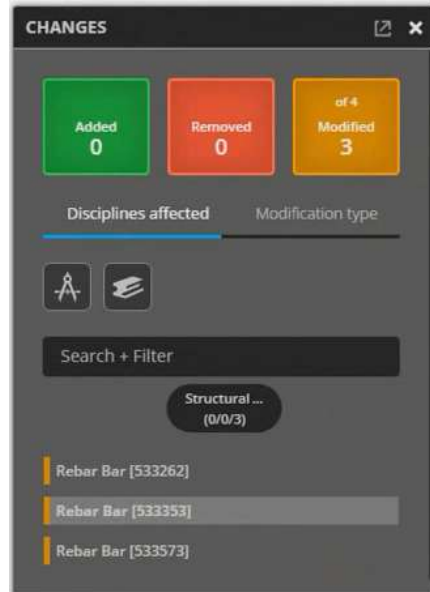 CHANGES
of 4
Added
Removed
Modified
0
0
3
Disciplines affected
Modification type
Search + Filter
Structural ...
(0/0/3)
Rebar Bar [533262]
Rebar Bar [533353]
Rebar Bar [533573]